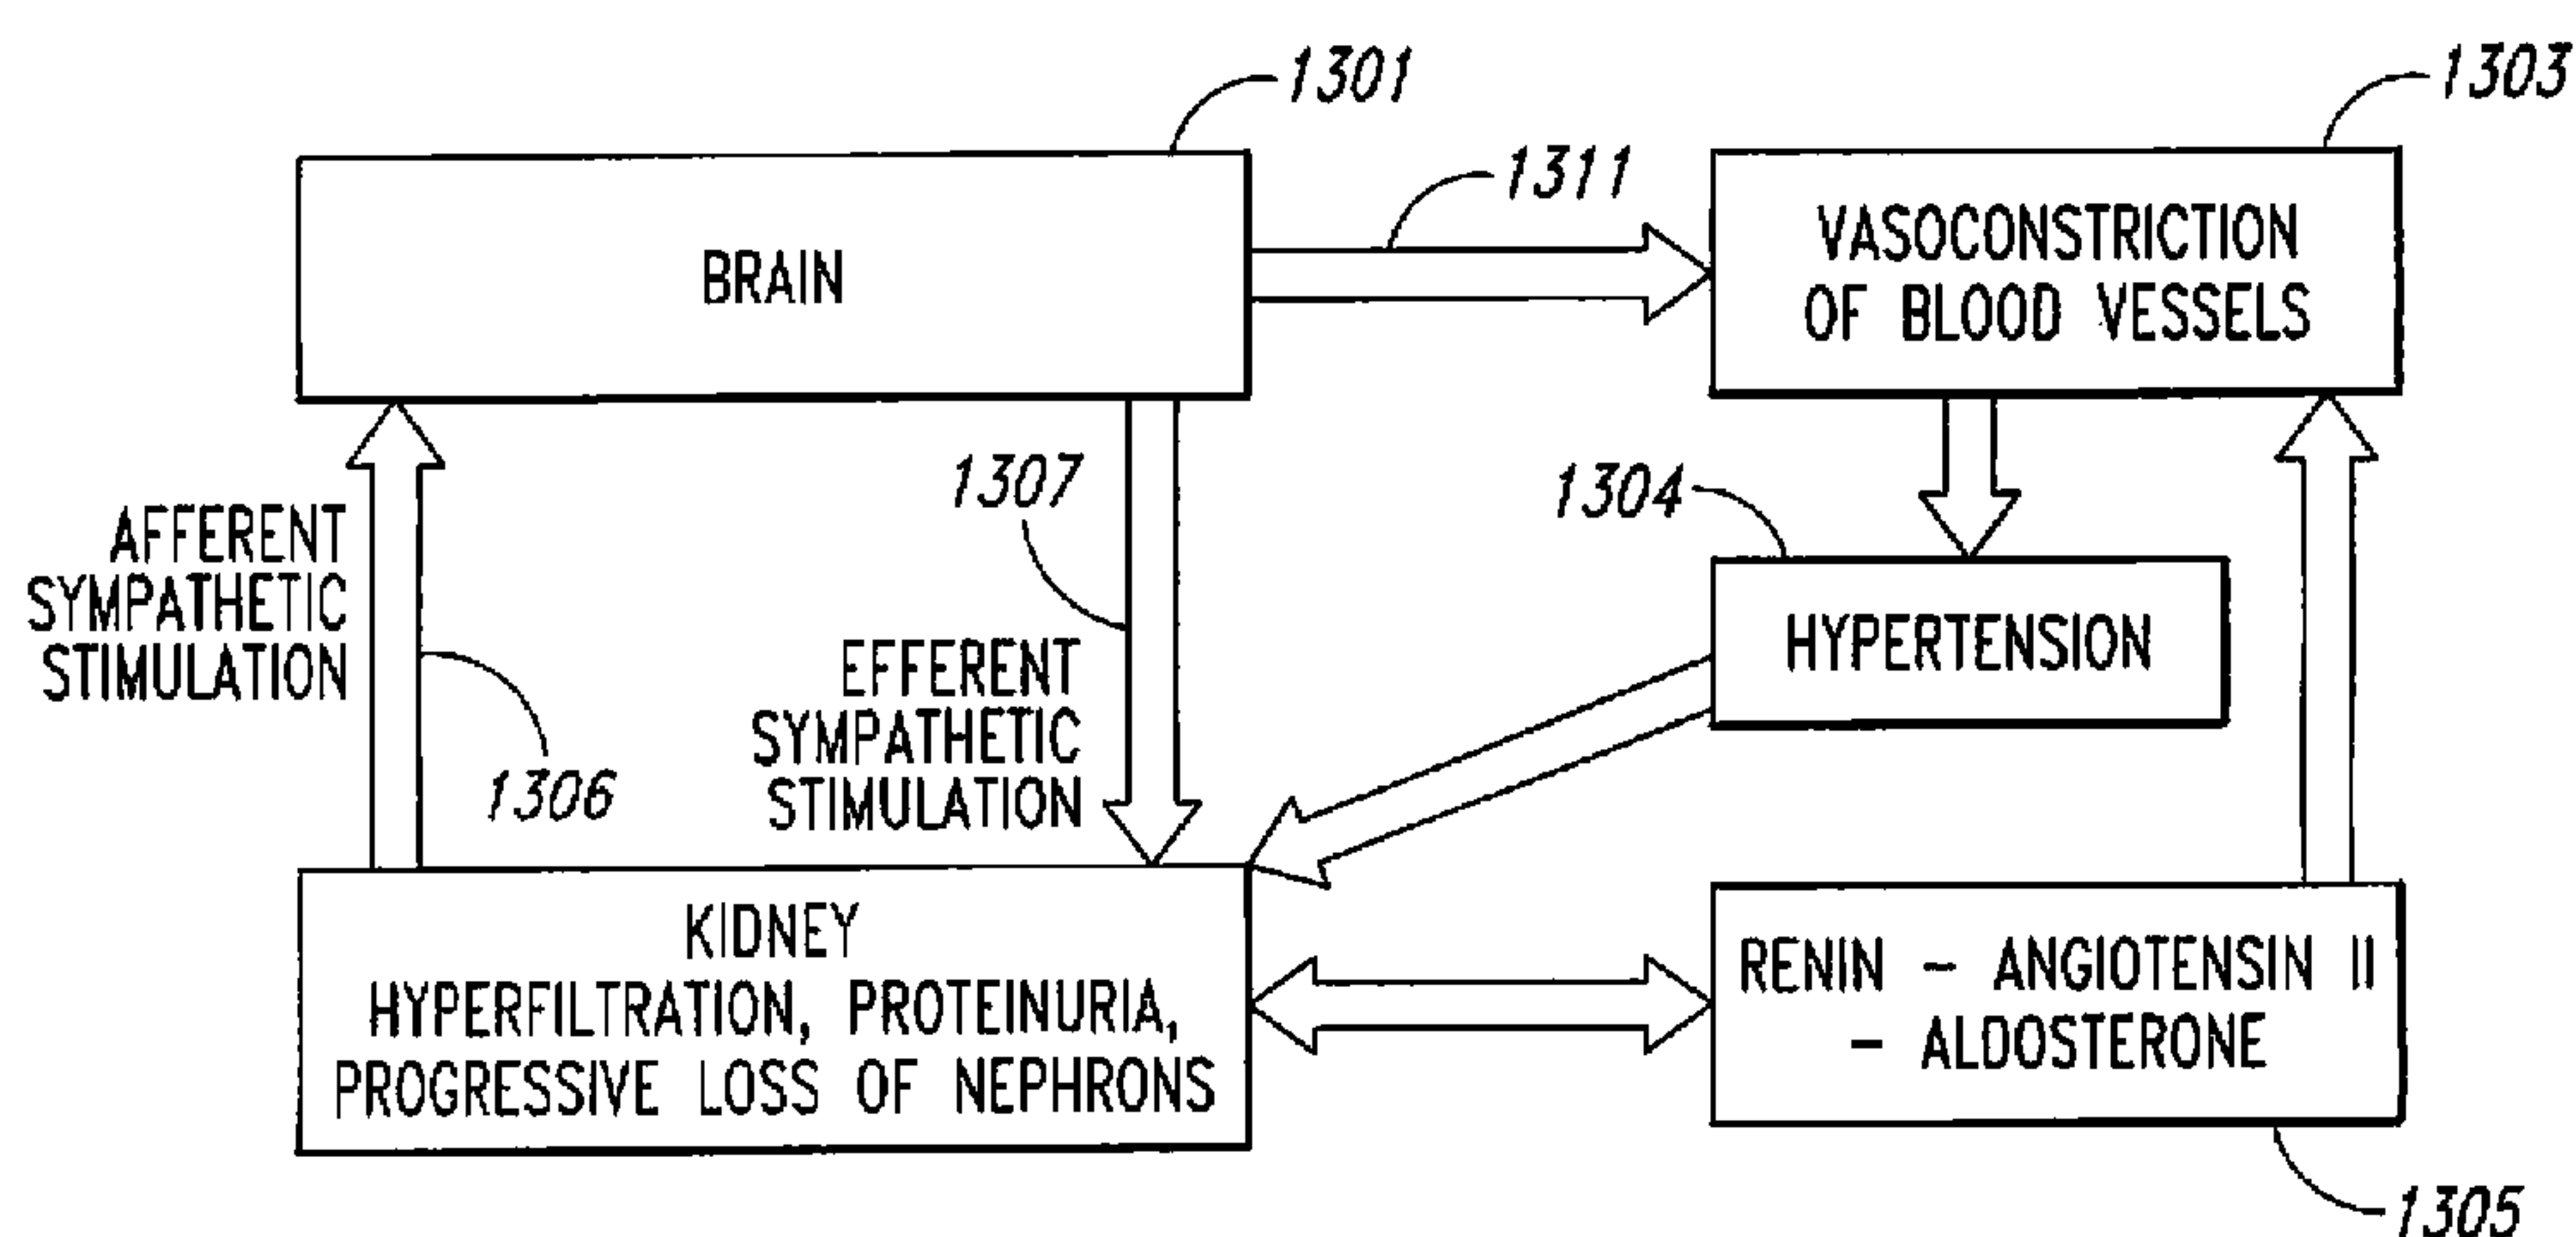 1301
1303
1311
BRAIN
VASOCONSTRICTION
OF BLOOD VESSELS
1307
1304
AFFERENT
SYMPATHETIC
STIMULATION
HYPERTENSION
EFFERENT
SYMPATHETIC
STIMULATION
1306
KIDNEY
HYPERFILTRATION, PROTEINURIA,
PROGRESSIVE LOSS OF NEPHRONS
RENIN - ANGIOTENSIN II
- ALDOSTERONE
1305